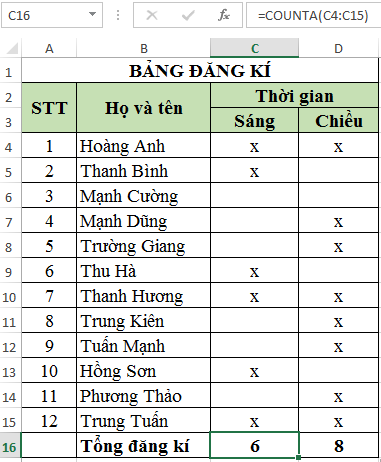 C16 fx =COUNTA(C4:C15)
A B C D
1 BẢNG ĐĂNG KÍ
2 STT Họ và tên Thời gian
3 Sáng Chiều
4 1 Hoàng Anh x x
5 2 Thanh Bình x
6 3 Mạnh Cường
7 4 Mạnh Dũng x
8 5 Trường Giang x
9 6 Thu Hà x
10 7 Thanh Hương x x
11 8 Trung Kiên x
12 9 Tuấn Mạnh x
13 10 Hồng Sơn x
14 11 Phương Thảo x
15 12 Trung Tuấn x x
16 Tổng đăng kí 6 8